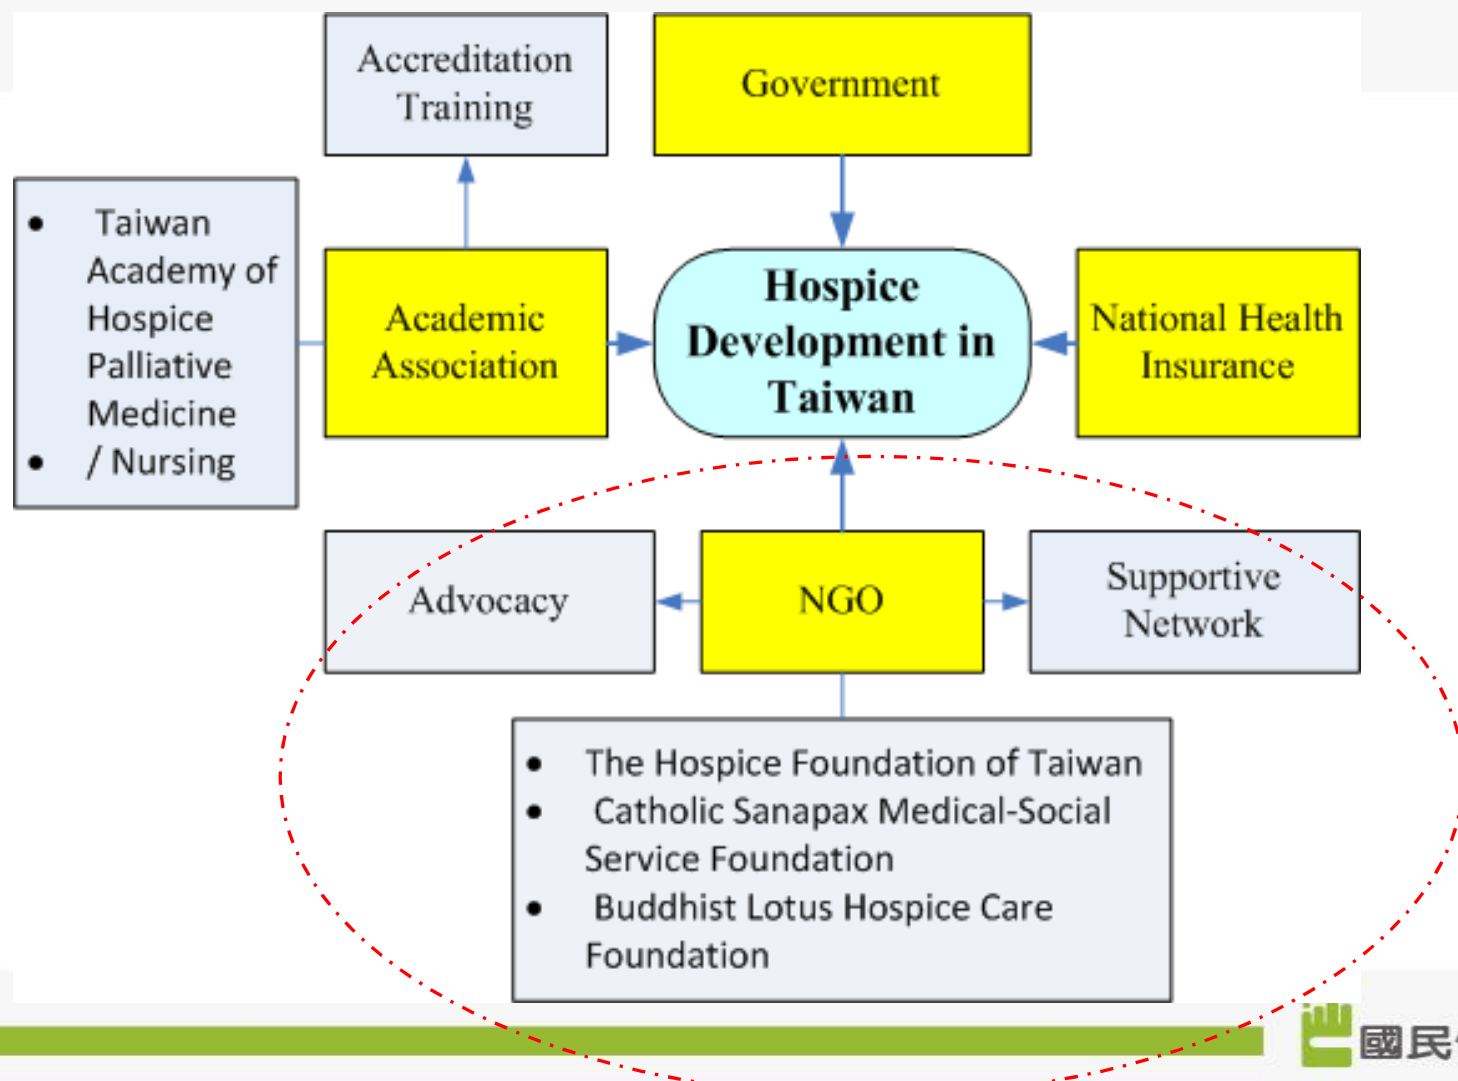 Accreditation
Training
Government
• Taiwan
Academy of
Hospice
Palliative
Medicine
• / Nursing
Academic
Association
Hospice
Development in
Taiwan
National Health
Insurance
Advocacy
NGO
Supportive
Network
• The Hospice Foundation of Taiwan
• Catholic Sanapax Medical-Social
Service Foundation
• Buddhist Lotus Hospice Care
Foundation
國民